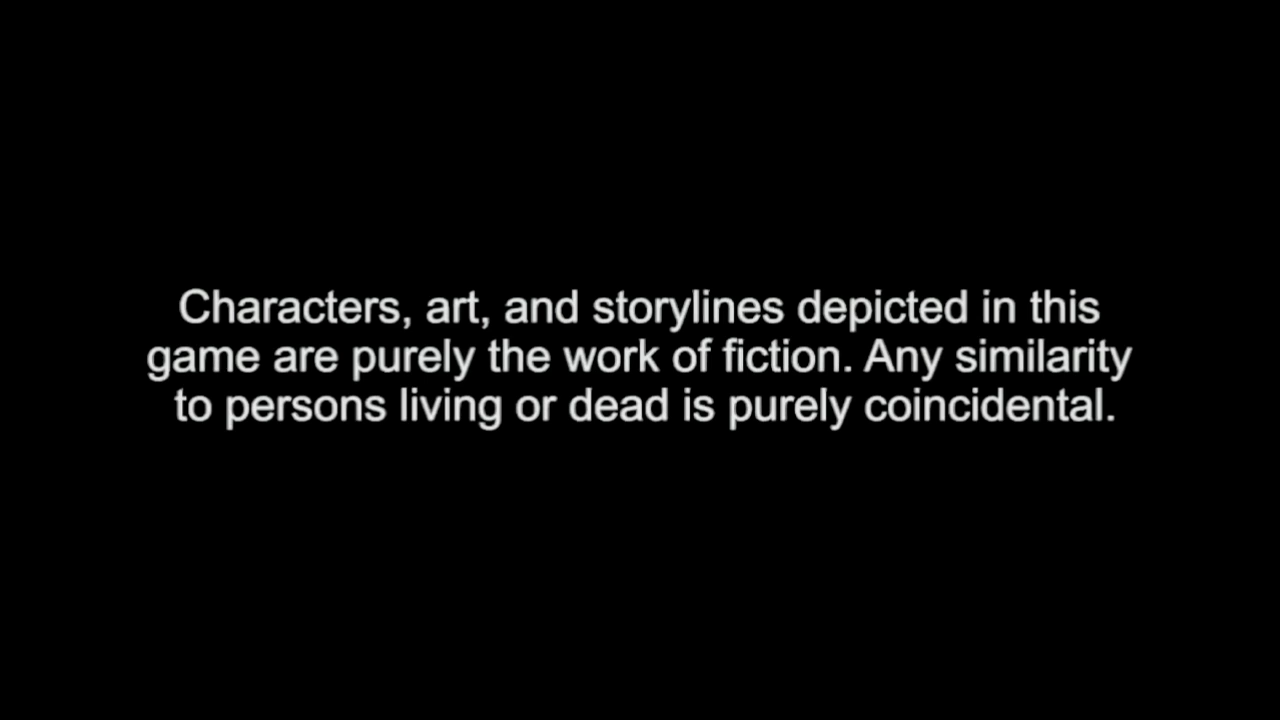 Characters, art, and storylines depicted in this
game are purely the work of fiction. Any similarity
to persons living or dead is purely coincidental.